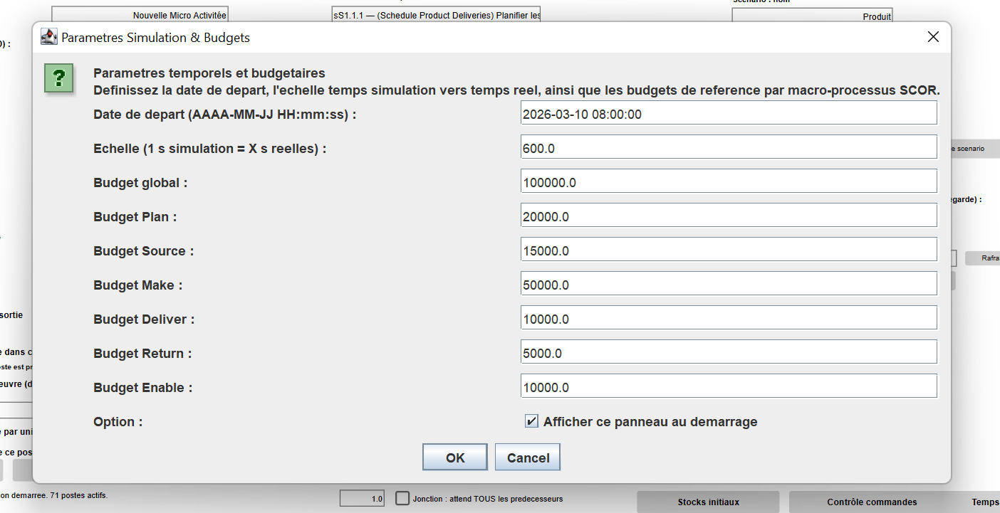 scenario : nom
Nouvelle Micro Activitée
sS1.1.1 — (Schedule Product Deliveries) Planifier les
Produit
) :
Parametres Simulation & Budgets
Parametres temporels et budgetaires
Definissez la date de depart, l'echelle temps simulation vers temps reel, ainsi que les budgets de reference par macro-processus SCOR.
Date de depart (AAAA-MM-JJ HH:mm:ss) :
2026-03-10 08:00:00
Echelle (1 s simulation = X s reelles) :
600.0
e scenario
Budget global :
100000.0
egarde) :
Budget Plan :
20000.0
Budget Source :
15000.0
Rafra
Budget Make :
50000.0
sortie
Budget Deliver :
10000.0
e dans c
Budget Return :
5000.0
oste est pr
euvre (d
Budget Enable :
10000.0
Option :
Afficher ce panneau au demarrage
e par uni
e ce pos
OK
Cancel
on demarree. 71 postes actifs.
1.0
Jonction : attend TOUS les predecesseurs
Stocks initiaux
Contrôle commandes
Temps